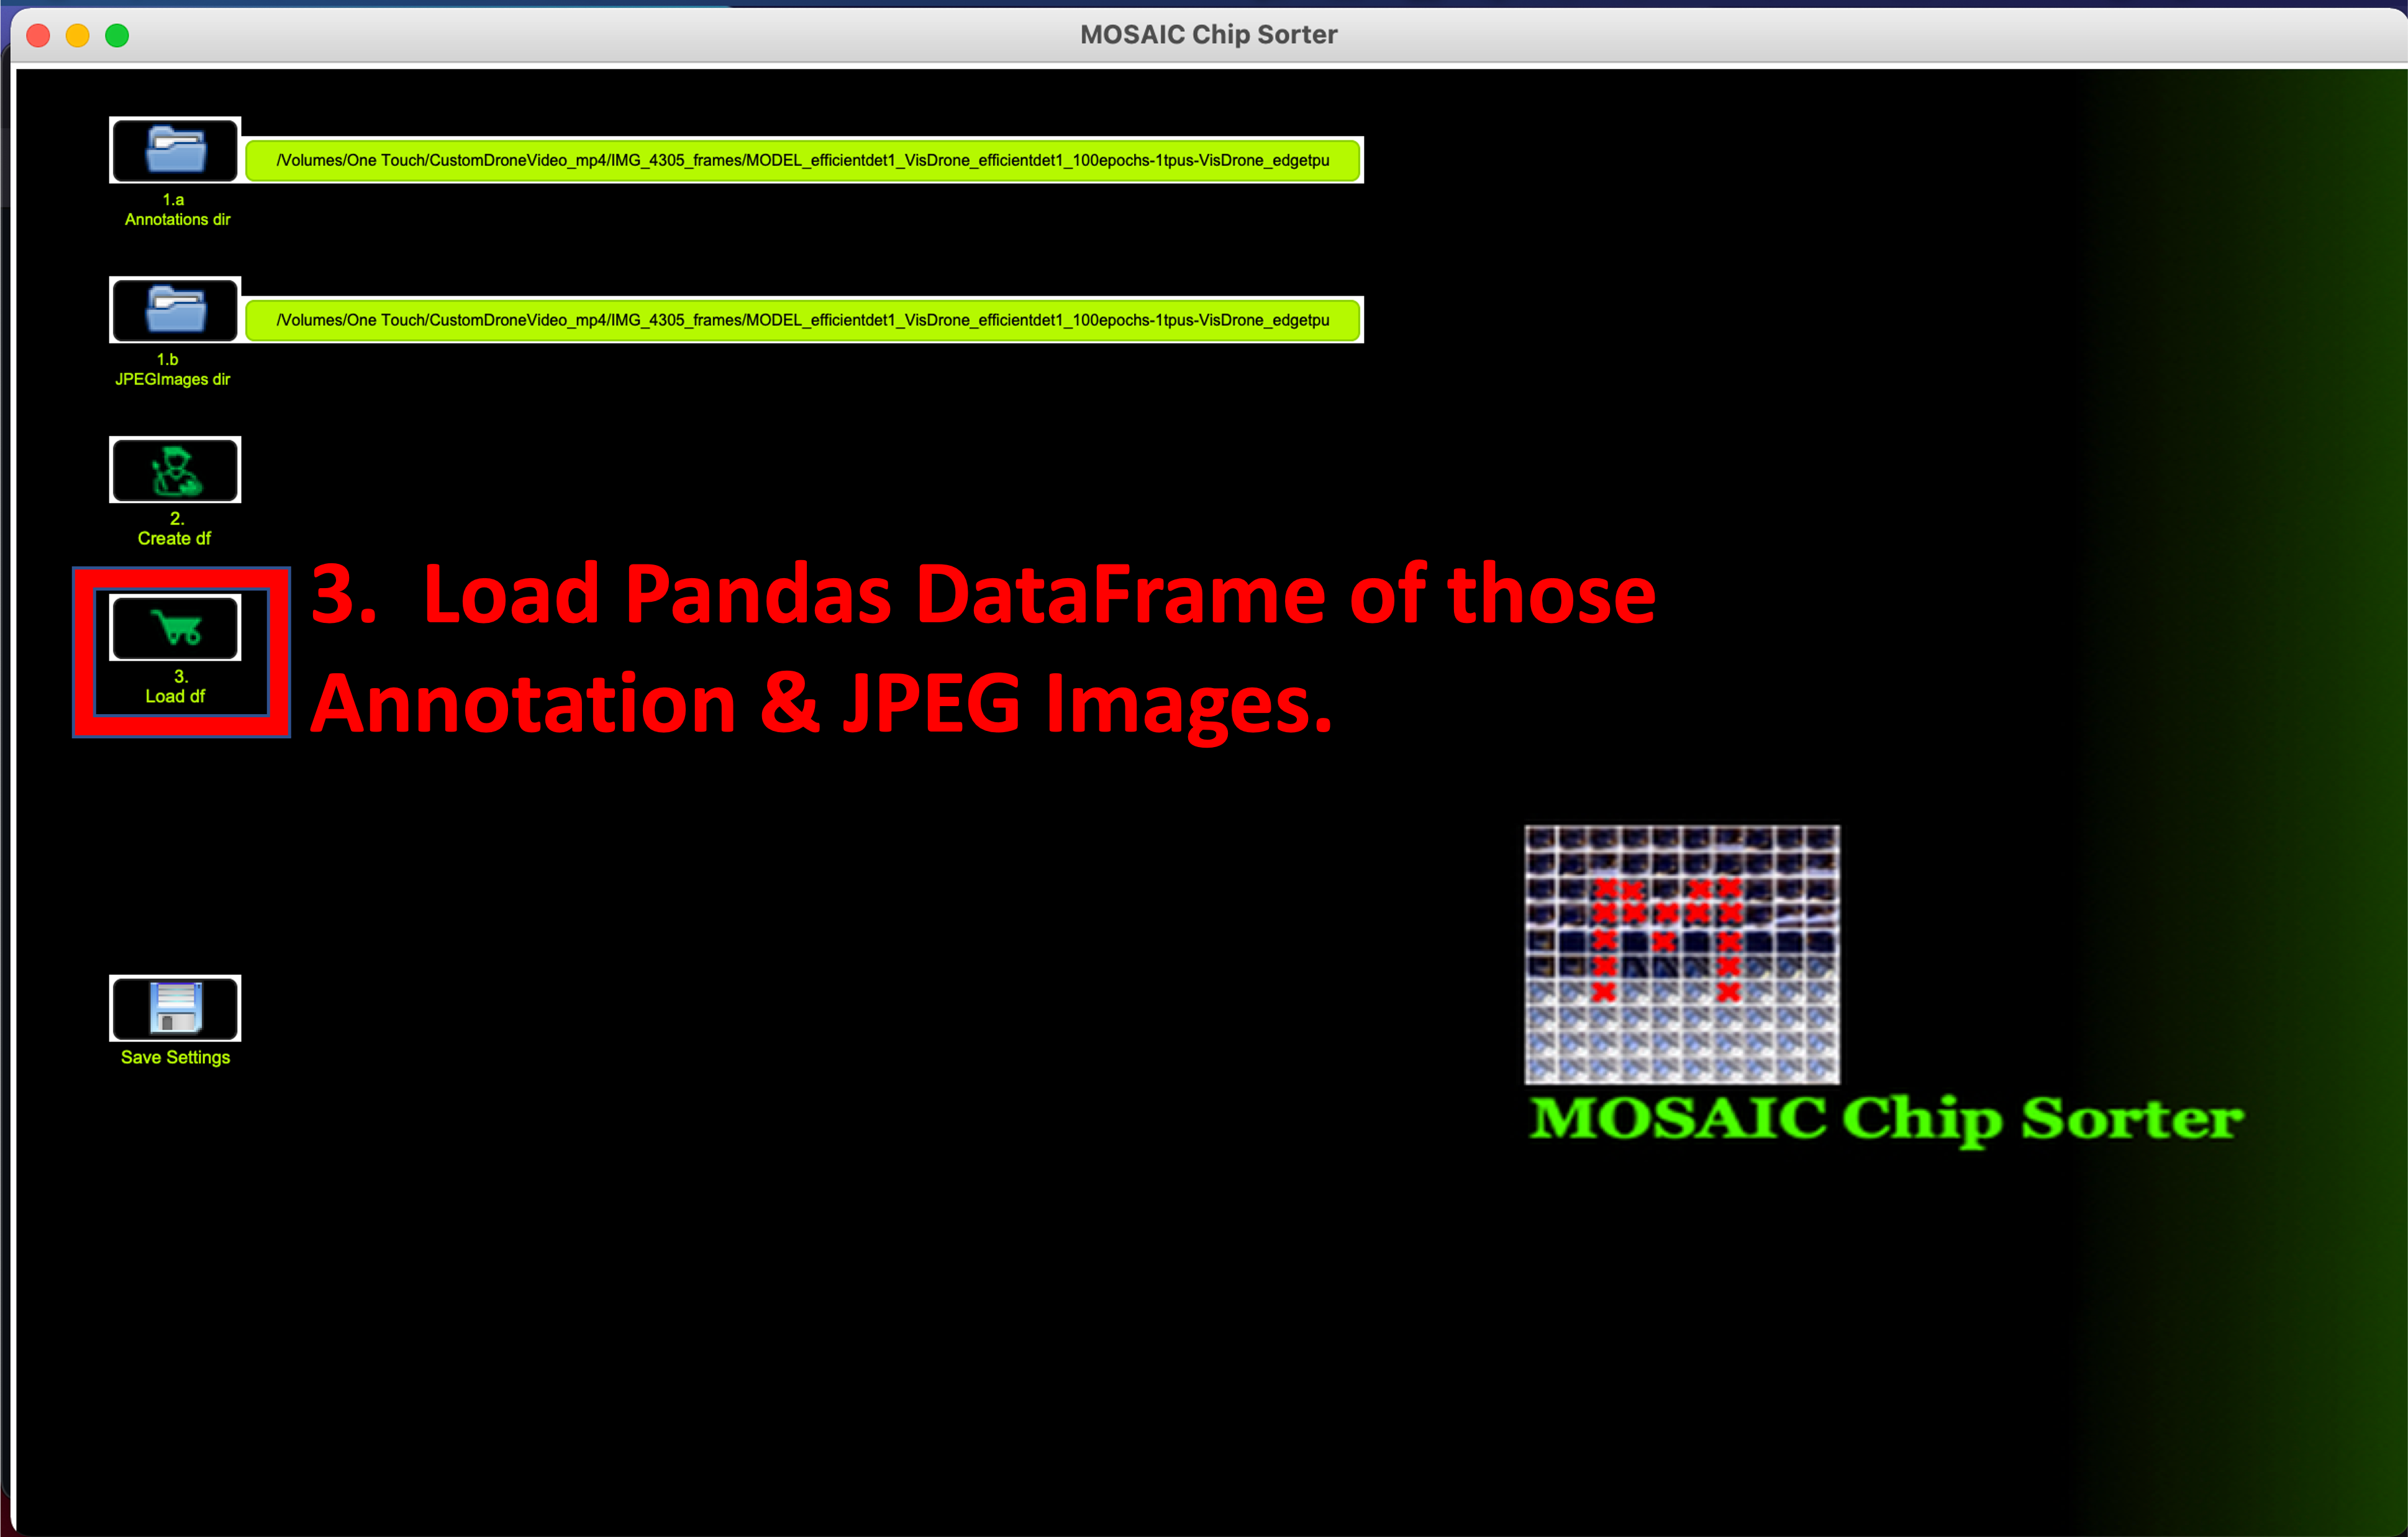 MOSAIC Chip Sorter
/Volumes/One Touch/CustomDroneVideo_mp4/IMG_4305_frames/MODEL_efficientdet1_VisDrone_efficientdet1_100epochs-1tpus-VisDrone_edgetpu
1.a
Annotations dir
/Volumes/One Touch/CustomDroneVideo_mp4/IMG_4305_frames/MODEL_efficientdet1_VisDrone_efficientdet1_100epochs-1tpus-VisDrone_edgetpu
1.b
JPEGImages dir
2.
Create df
3. Load Pandas DataFrame of those
Annotation & JPEG Images.
3.
Load df
Save Settings
MOSAIC Chip Sorter